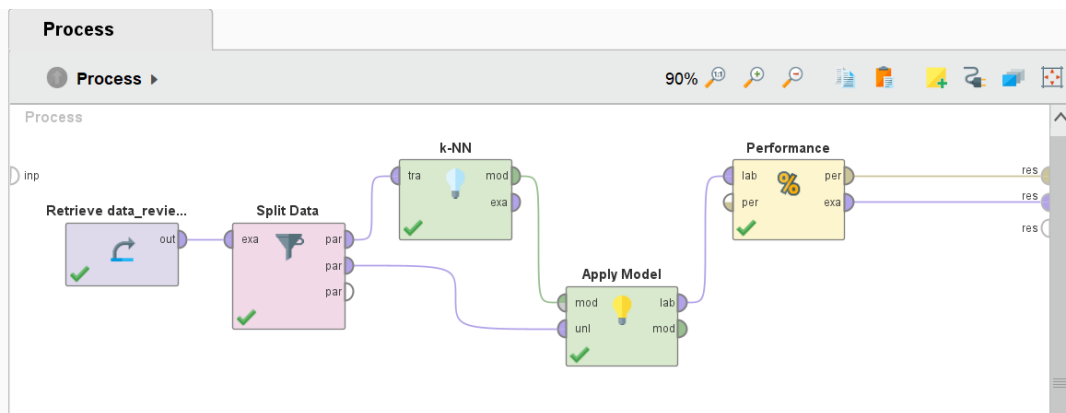 Process
Process
90%
Process
inp
Retrieve data_revie...
out
Split Data
exa
par
par
par
k-NN
tra
mod
exa
Apply Model
mod
lab
unl
mod
Performance
lab
per
%
per
exa
res
res
res